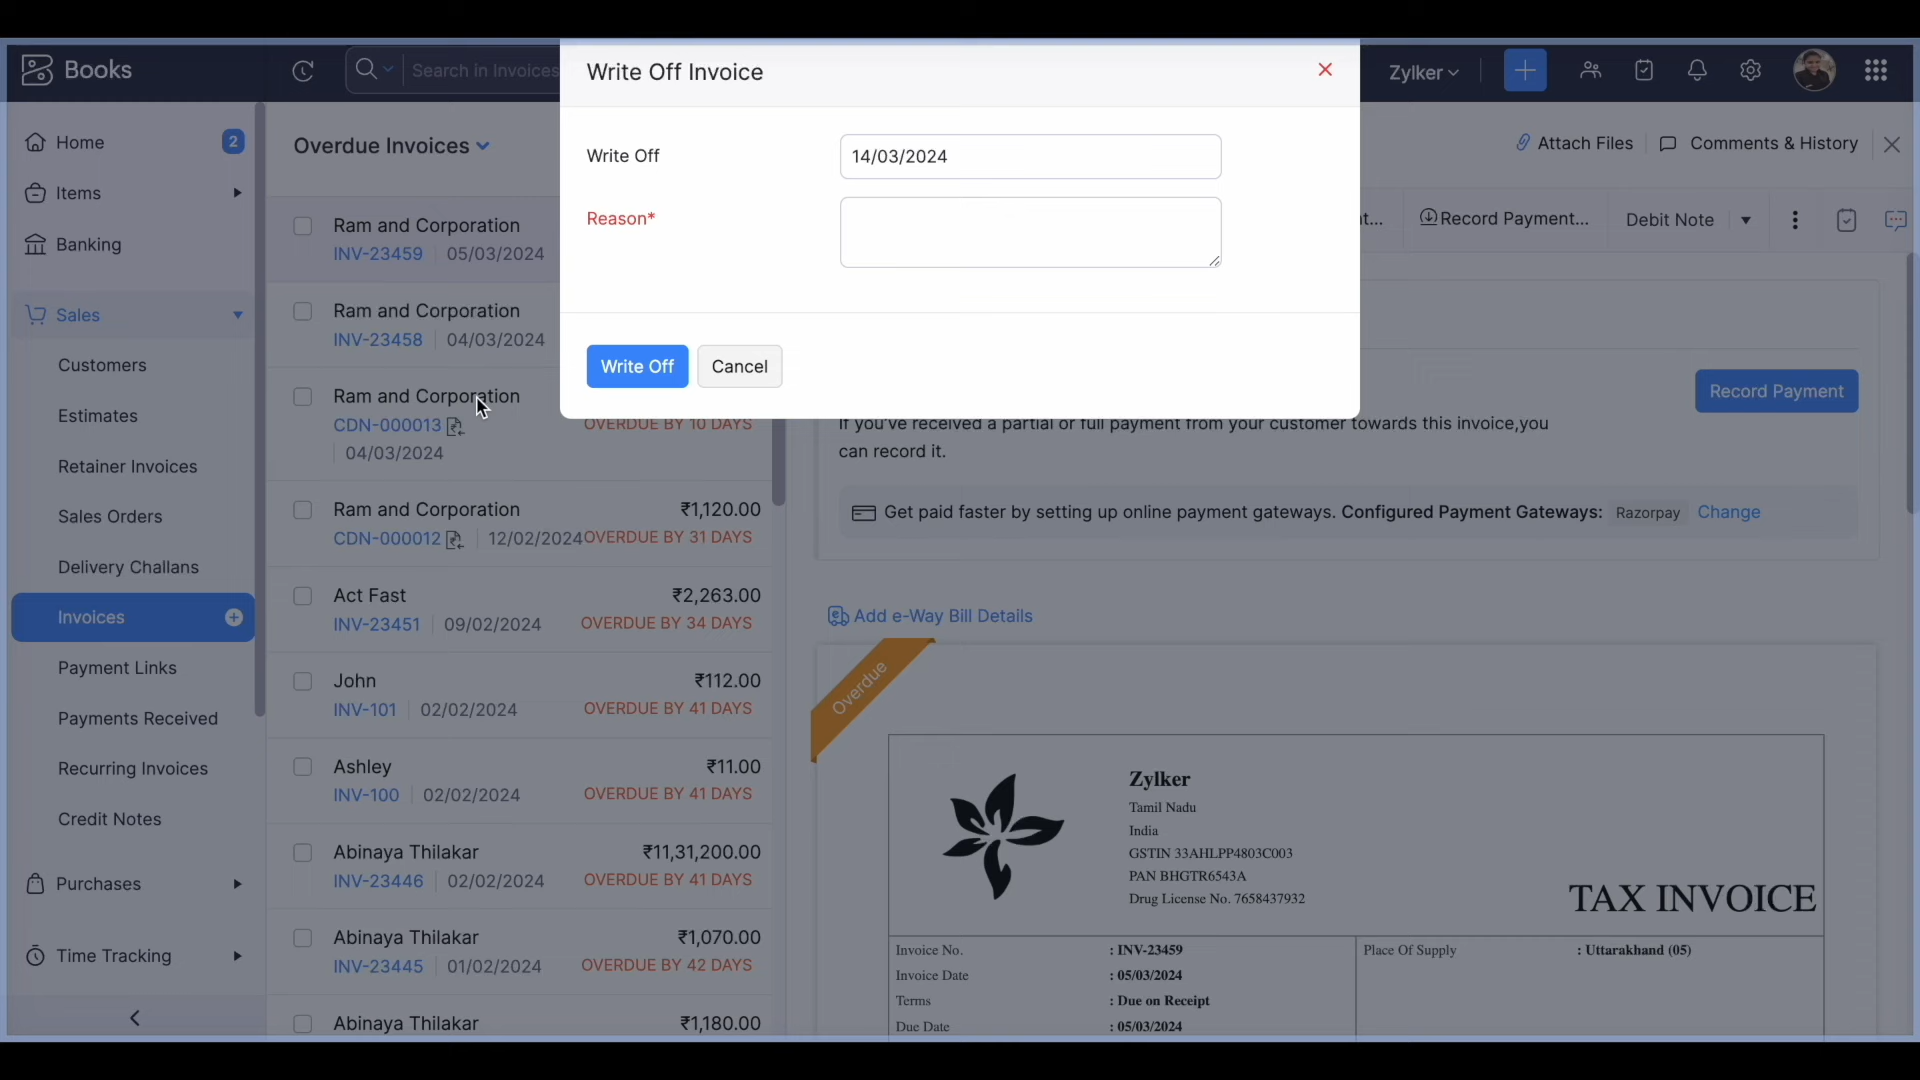 Books
Search in Invoices
Write Off Invoice
Zylker
Home
2
Items
Banking
Sales
Customers
Estimates
Retainer Invoices
Sales Orders
Delivery Challans
Invoices
Payment Links
Payments Received
Recurring Invoices
Credit Notes
Purchases
Time Tracking
Overdue Invoices
Ram and Corporation
INV-23459 05/03/2024
Ram and Corporation
INV-23458 04/03/2024
Ram and Corporation
CDN-000013
OVERDUE BY 10 DAYS
04/03/2024
Ram and Corporation ₹1,120.00
CDN-000012 12/02/2024 OVERDUE BY 31 DAYS
Act Fast ₹2,263.00
INV-23451 09/02/2024 OVERDUE BY 34 DAYS
John ₹112.00
INV-101 02/02/2024 OVERDUE BY 41 DAYS
Ashley ₹11.00
INV-100 02/02/2024 OVERDUE BY 41 DAYS
Abinaya Thilakar ₹11,31,200.00
INV-23446 02/02/2024 OVERDUE BY 41 DAYS
Abinaya Thilakar ₹1,070.00
INV-23445 01/02/2024 OVERDUE BY 42 DAYS
Abinaya Thilakar ₹1,180.00
Write Off 14/03/2024
Reason*
Write Off Cancel
Attach Files Comments & History
t... Record Payment... Debit Note
Record Payment
If you've received a partial or full payment from your customer towards this invoice,you
can record it.
Get paid faster by setting up online payment gateways. Configured Payment Gateways: Razorpay Change
Add e-Way Bill Details
Overdue
Zylker
Tamil Nadu
India
GSTIN 33AHLPP4803C003
PAN BHGTR6543A
Drug License No. 7658437932
TAX INVOICE
Invoice No. : INV-23459
Invoice Date : 05/03/2024
Terms : Due on Receipt
Due Date : 05/03/2024
Place Of Supply : Uttarakhand (05)